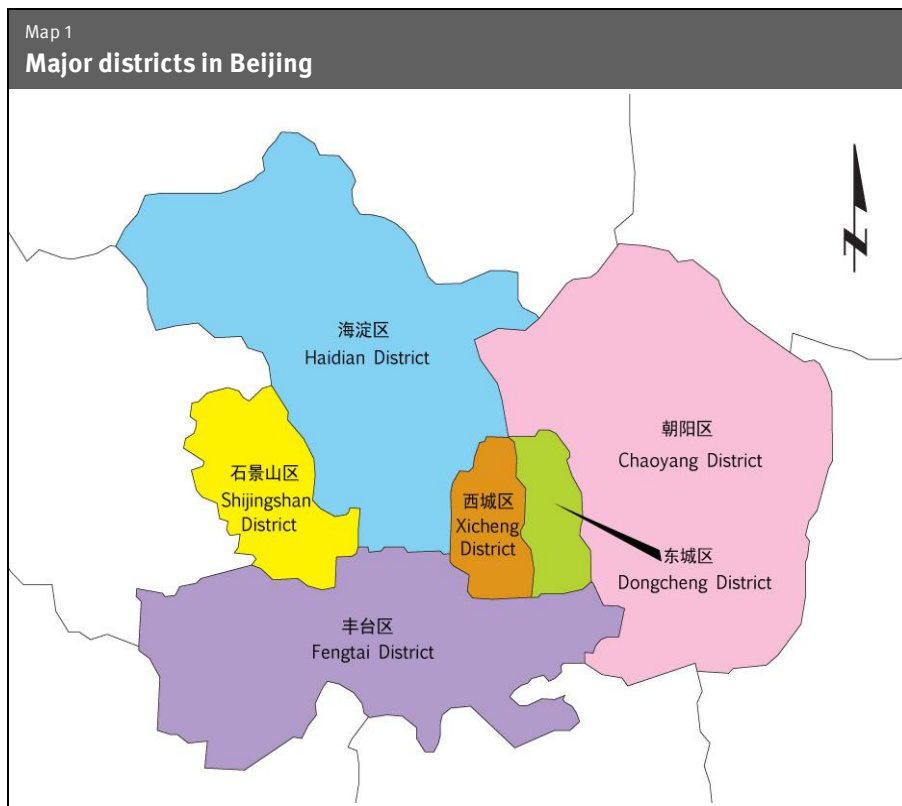 Map 1
Major districts in Beijing
N
海淀区
Haidian District
朝阳区
Chaoyang District
石景山区
Shijingshan
District
西城区
Xicheng
District
东城区
Dongcheng District
丰台区
Fengtai District